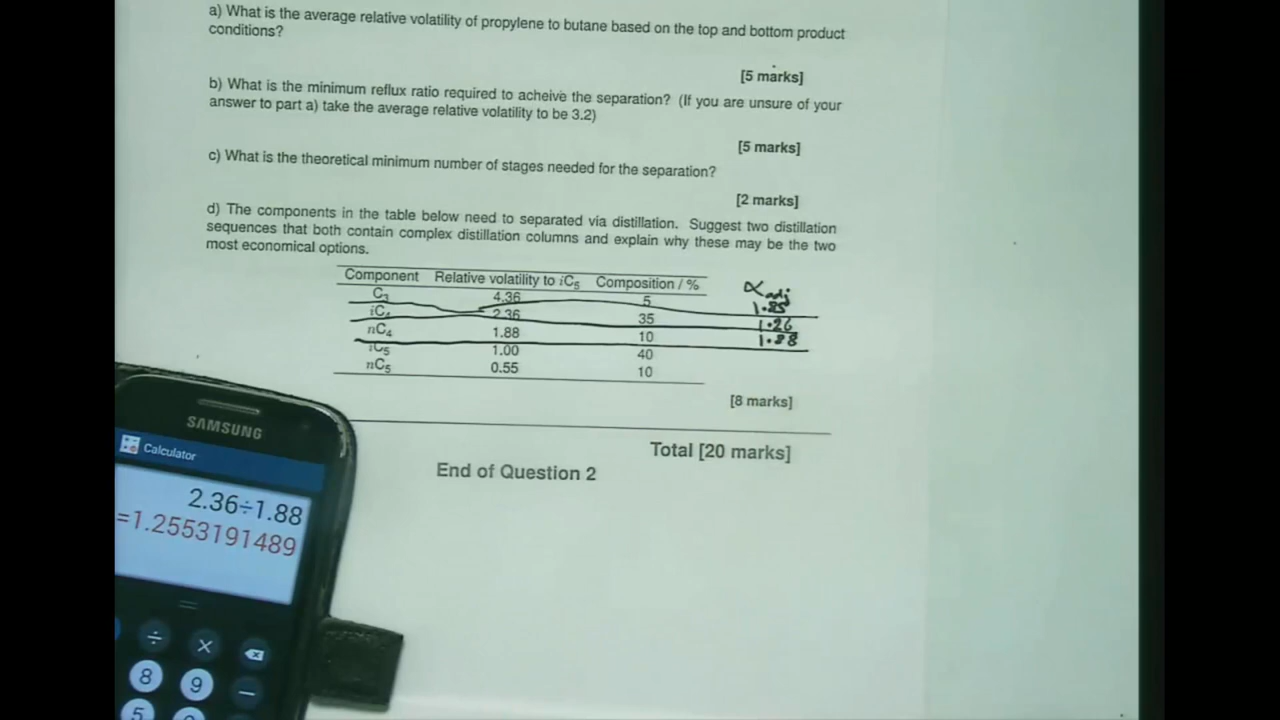 a) What is the average relative volatility of propylene to butane based on the top and bottom product
conditions?
[5 marks]
b) What is the minimum reflux ratio required to acheive the separation? (If you are unsure of your
answer to part a) take the average relative volatility to be 3.2)
[5 marks]
c) What is the theoretical minimum number of stages needed for the separation?
[2 marks]
d) The components in the table below need to separated via distillation. Suggest two distillation
sequences that both contain complex distillation columns and explain why these may be the two
most economical options.
Component Relative volatility to iC5 Composition / % α adj
C3 4.36 5 1.85
iC4 2.36 35 1.26
nC4 1.88 10 1.88
iC5 1.00 40
nC5 0.55 10
[8 marks]
Total [20 marks]
End of Question 2
SAMSUNG
Calculator
2.36÷1.88
=1.2553191489
÷ ×
8 9 −
5